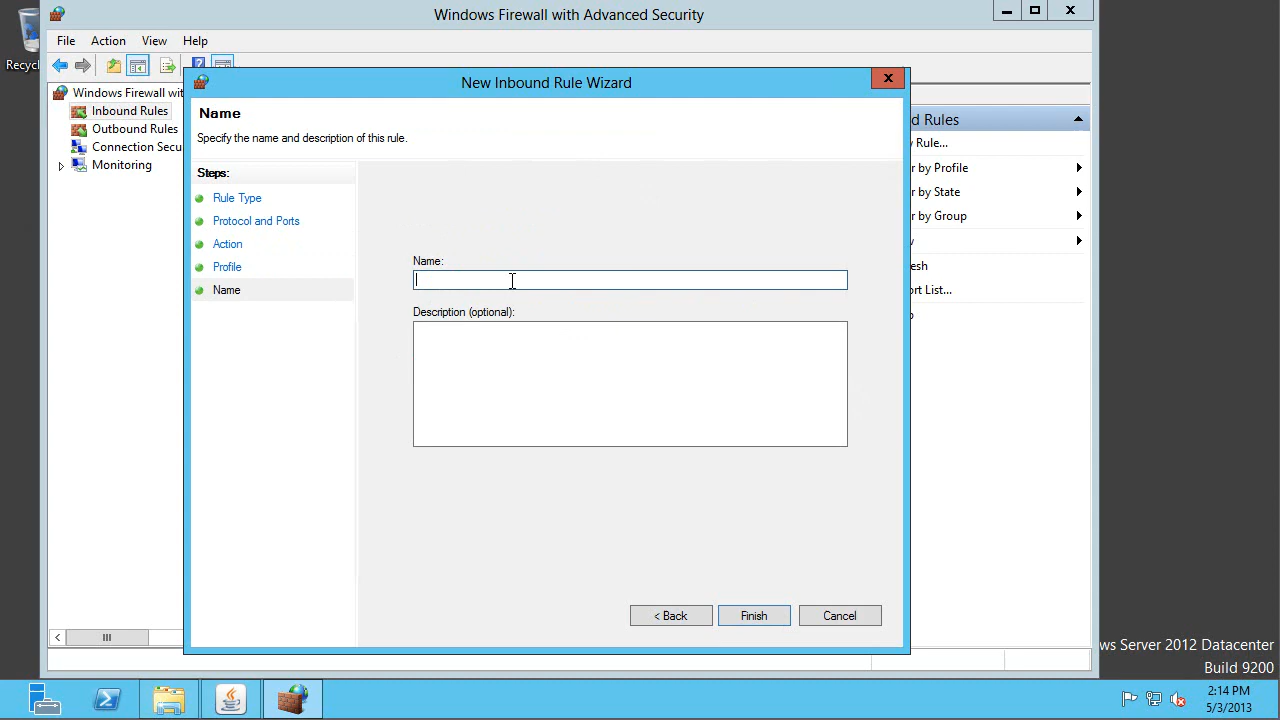 Windows Firewall with Advanced Security
File Action View Help
Recycl
New Inbound Rule Wizard
Windows Firewall wit
Inbound Rules
Outbound Rules
Connection Secu
Monitoring
Name
Specify the name and description of this rule.
Steps:
Rule Type
Protocol and Ports
Action
Profile
Name
Name:
Description (optional):
< Back
Finish
Cancel
d Rules
Rule...
r by Profile
r by State
r by Group
esh
ort List...
ws Server 2012 Datacenter
Build 9200
2:14 PM
5/3/2013